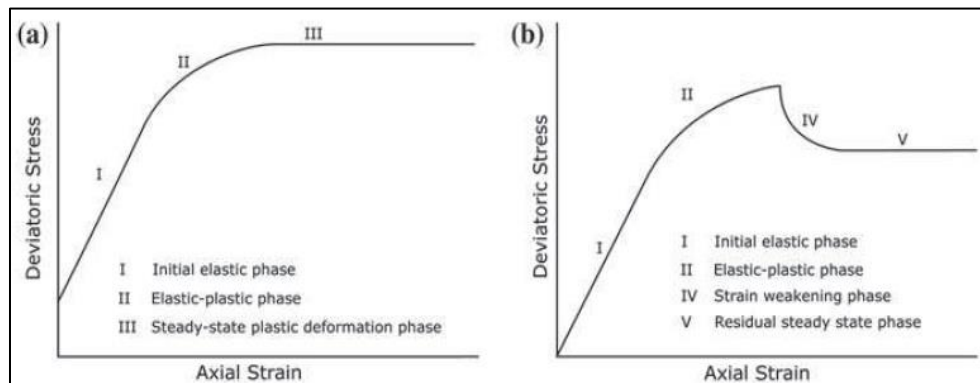 (a)
III
II
I
Deviatoric Stress
I Initial elastic phase
II Elastic-plastic phase
III Steady-state plastic deformation phase
Axial Strain
(b)
II
IV
V
I
Deviatoric Stress
I Initial elastic phase
II Elastic-plastic phase
IV Strain weakening phase
V Residual steady state phase
Axial Strain